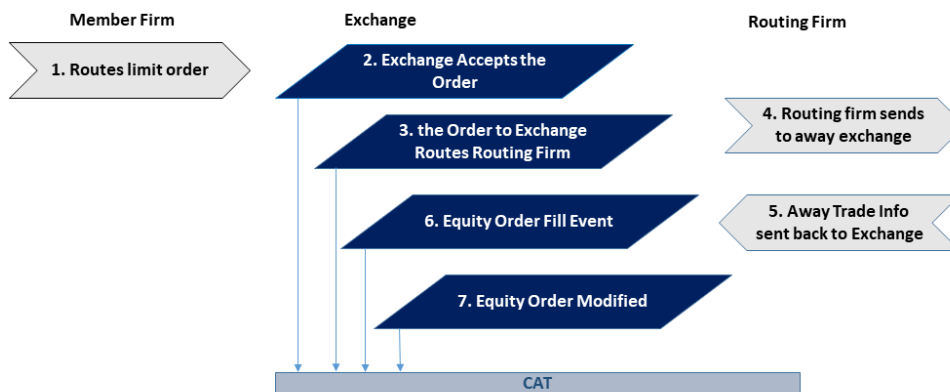 Member Firm
Exchange
Routing Firm
1. Routes limit order
2. Exchange Accepts the
Order
3. the Order to Exchange
Routes Routing Firm
4. Routing firm sends
to away exchange
6. Equity Order Fill Event
5. Away Trade Info
sent back to Exchange
7. Equity Order Modified
CAT